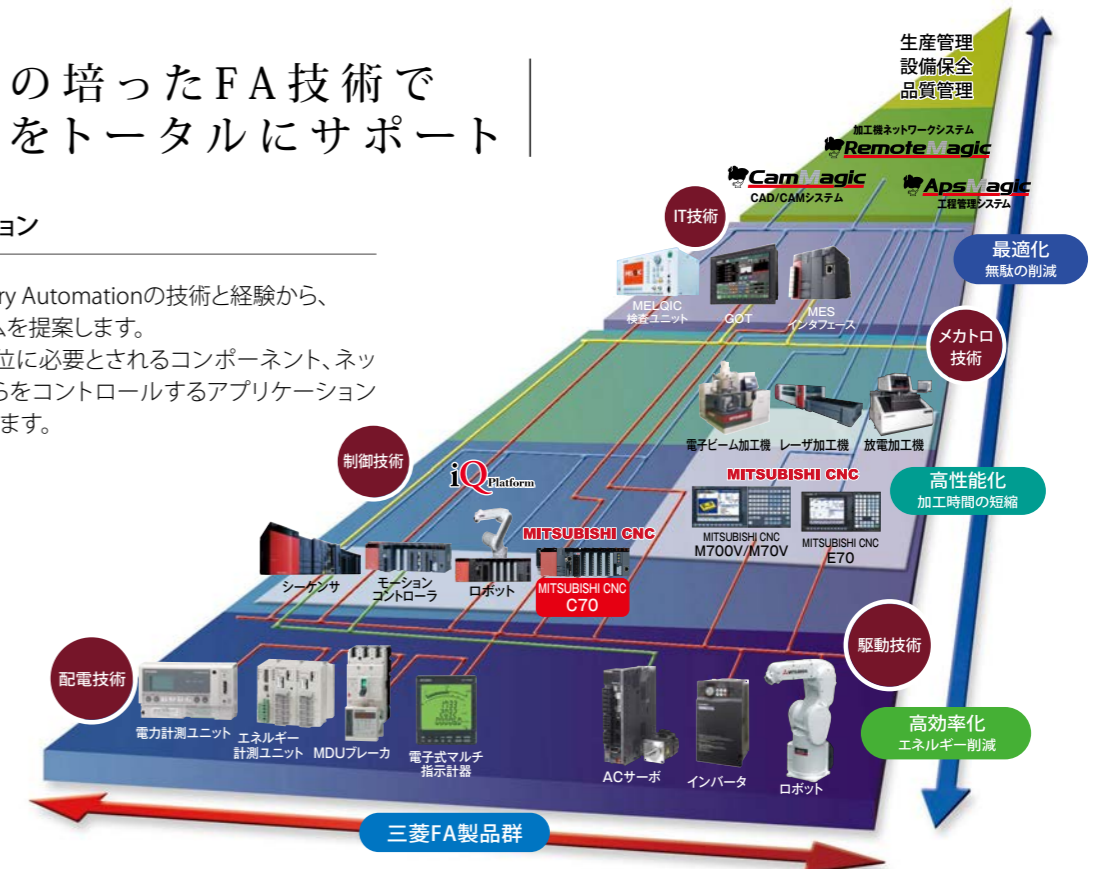 の培ったFA技術で
をトータルにサポート
ョン
ry Automationの技術と経験から、
ムを提案します。
位に必要とされるコンポーネント、ネッ
らをコントロールするアプリケーション
ます。
生産管理
設備保全
品質管理
加工機ネットワークシステム
RemoteMagic
CamMagic
CAD/CAMシステム
ApsMagic
工程管理システム
IT技術
最適化
無駄の削減
MELQIC
検査ユニット
GOT
MES
インタフェース
メカトロ
技術
電子ビーム加工機
レーザ加工機
放電加工機
制御技術
iQ Platform
MITSUBISHI CNC
高性能化
加工時間の短縮
MITSUBISHI CNC
M700V/M70V
MITSUBISHI CNC
E70
MITSUBISHI CNC
シーケンサ
モーション
コントローラ
ロボット
MITSUBISHI CNC
C70
駆動技術
配電技術
電力計測ユニット
エネルギー
計測ユニット
MDUブレーカ
電子式マルチ
指示計器
ACサーボ
インバータ
ロボット
高効率化
エネルギー削減
三菱FA製品群